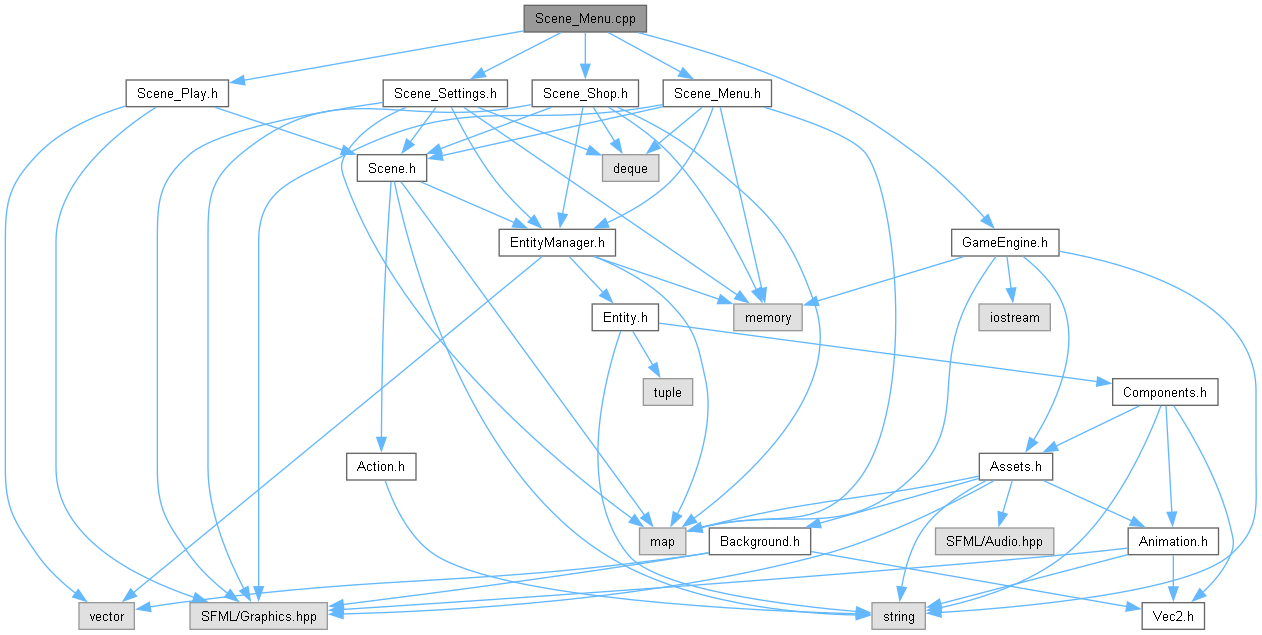 Scene_Menu.cpp
Scene_Play.h
Scene_Settings.h
Scene_Shop.h
Scene_Menu.h
Scene.h
deque
EntityManager.h
GameEngine.h
Entity.h
memory
iostream
tuple
Components.h
Action.h
Assets.h
map
Background.h
SFML/Audio.hpp
Animation.h
vector
SFML/Graphics.hpp
string
Vec2.h